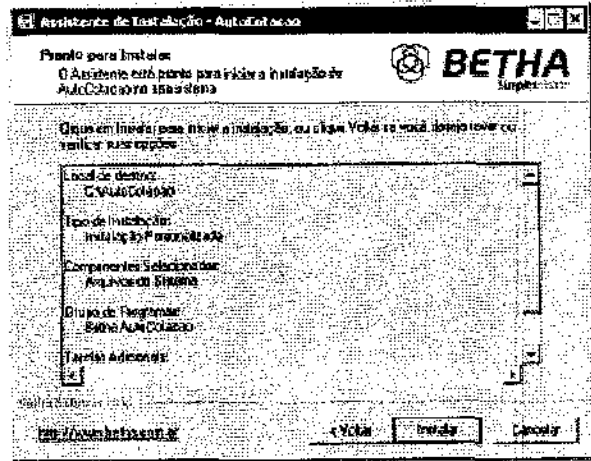 Assistente de Instalação - AutoCotacao
Pronto para Instalar
O Assistente está pronto para iniciar a instalação de
AutoCotacao no seu sistema.
BETHA
Clique em Instalar para iniciar a instalação, ou clique Voltar se você deseja rever ou
verificar suas opções.
Local de destino:
C:\AutoCotacao
Tipo de Instalação:
Instalação Personalizada
Componentes Selecionados:
Arquivos do Sistema
Grupo de Programas:
Betha AutoCotacao
Tarefas Adicionais:
http://www.betha.com.br
< Voltar
Instalar
Cancelar